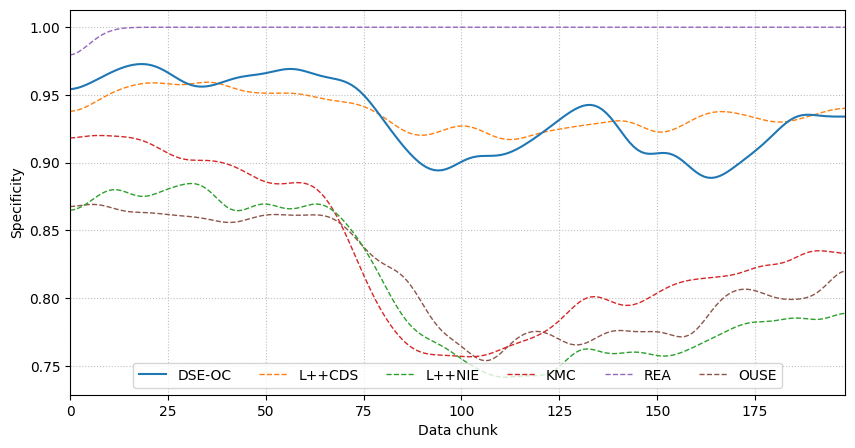 1.00
0.95
0.90
0.85
0.80
0.75
Specificity
DSE-OC L++CDS L++NIE KMC REA OUSE
0 25 50 75 100 125 150 175
Data chunk